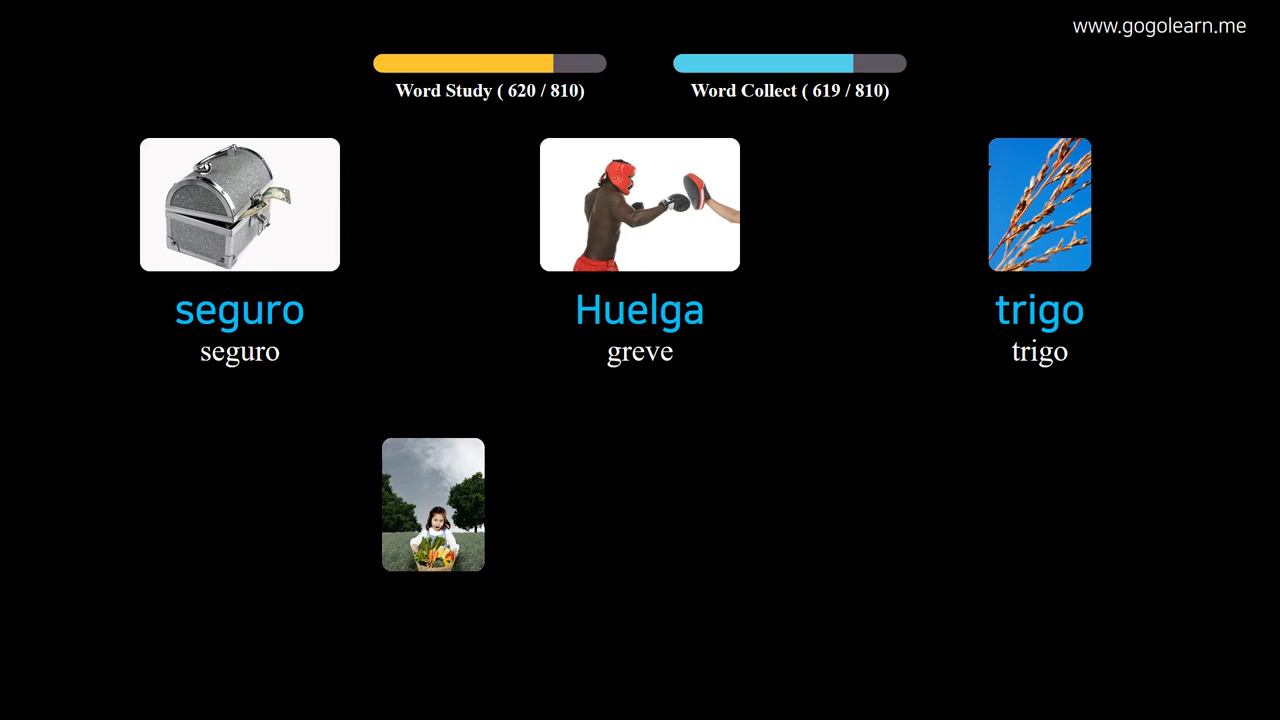 www.gogolearn.me
Word Study ( 620 / 810)
Word Collect ( 619 / 810)
seguro
seguro
Huelga
greve
trigo
trigo